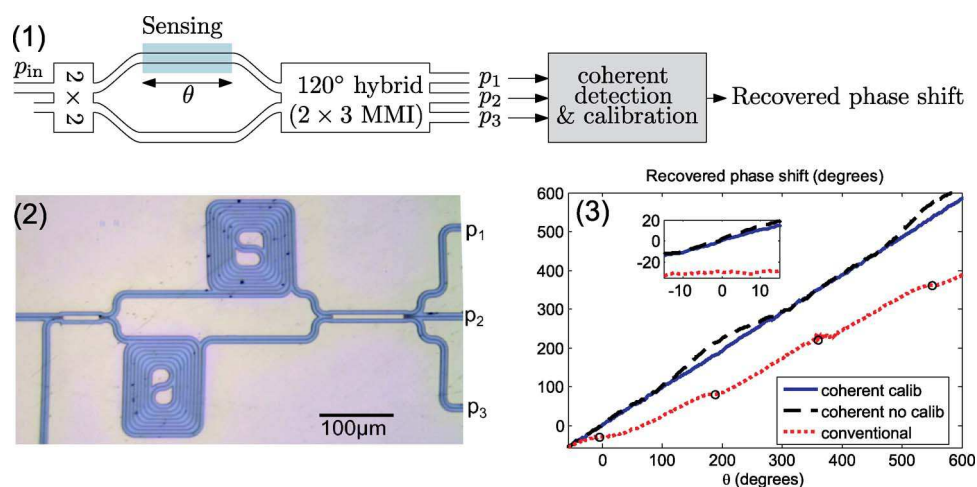 (1)
Sensing
p_in
2 × 2
θ
120° hybrid
(2 × 3 MMI)
p_1
p_2
p_3
coherent
detection
& calibration
Recovered phase shift
(2)
p_1
p_2
p_3
100µm
Recovered phase shift (degrees)
(3)
600
500
400
300
200
100
0
20
0
-20
-10
0
10
coherent calib
coherent no calib
conventional
0
100
200
300
400
500
600
θ (degrees)